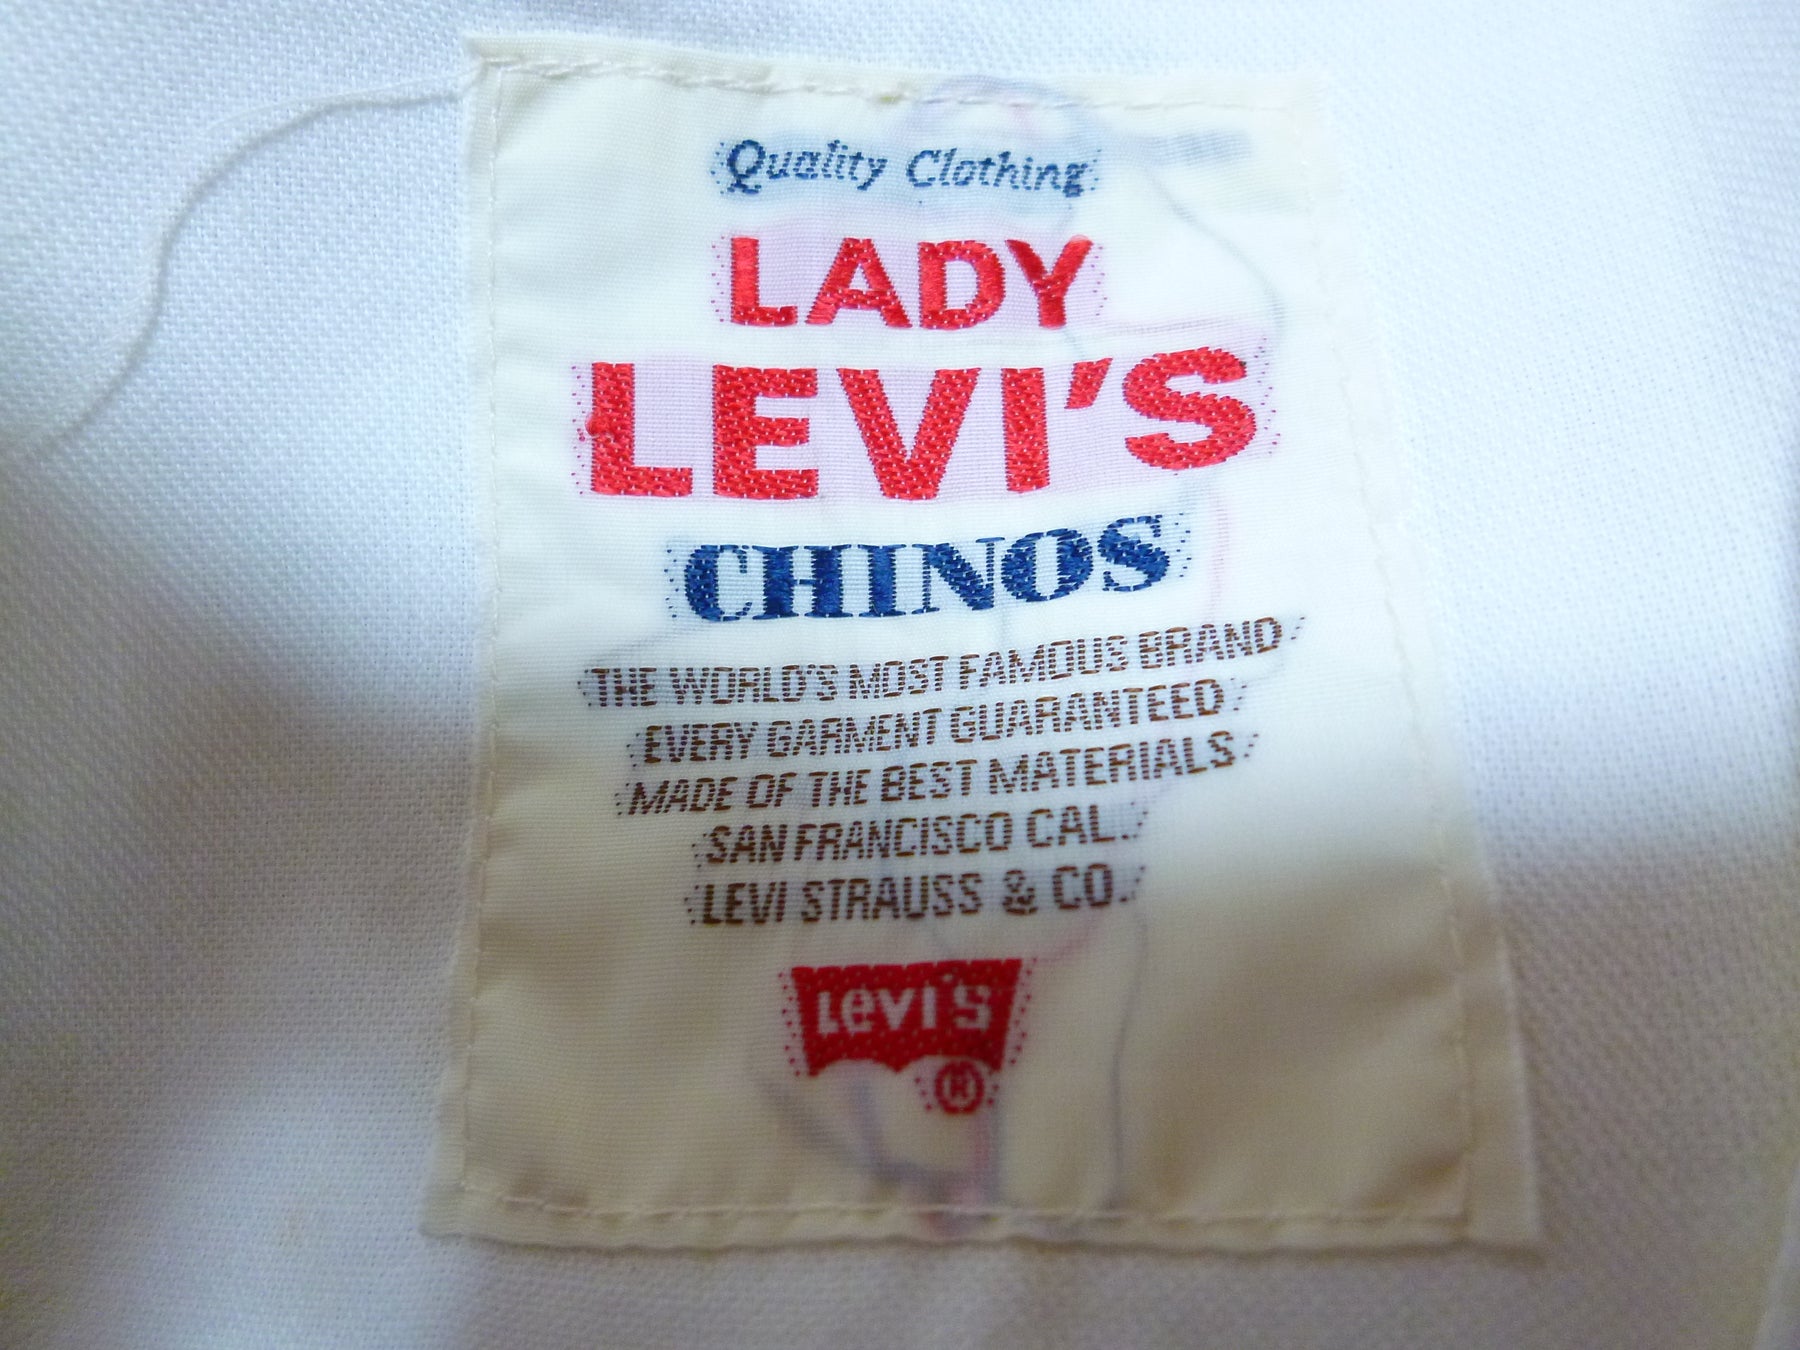 Quality Clothing
LADY
LEVI'S
CHINOS
THE WORLD'S MOST FAMOUS BRAND
EVERY GARMENT GUARANTEED
MADE OF THE BEST MATERIALS
SAN FRANCISCO CAL.
LEVI STRAUSS & CO.
LeVI'S
®